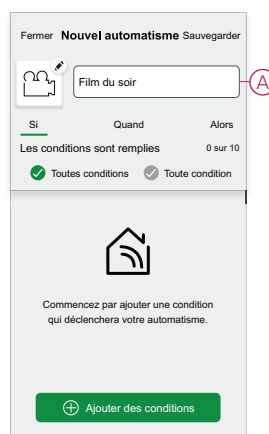 Fermer Nouvel automatisme Sauvegarder
Film du soir
A
Si Quand Alors
Les conditions sont remplies 0 sur 10
Toutes conditions Toute condition
Commencez par ajouter une condition
qui déclenchera votre automatisme.
Ajouter des conditions